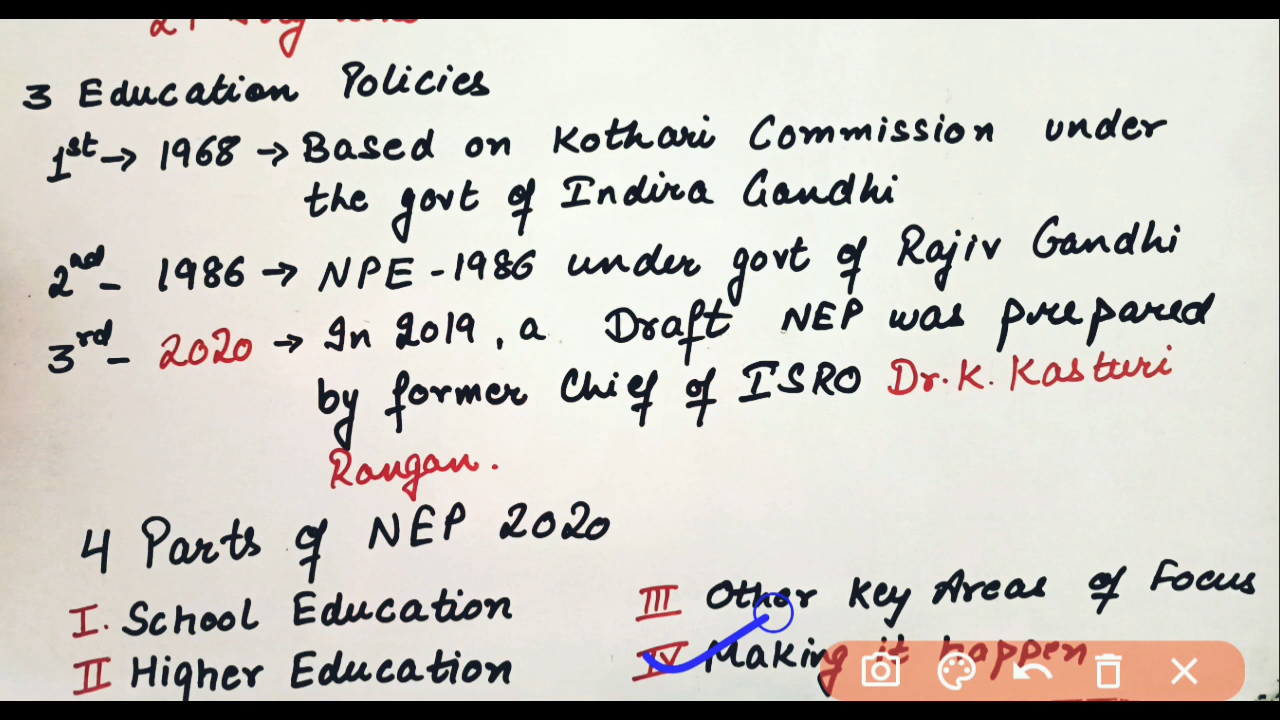 3 Education Policies
1st → 1968 → Based on Kothari Commission under
the govt of Indira Gandhi
2nd - 1986 → NPE - 1986 under govt of Rajiv Gandhi
3rd - 2020 → In 2019, a Draft NEP was prepared
by former Chief of ISRO Dr. K. Kasturi
Rangan.
4 Parts of NEP 2020
I. School Education
II Higher Education
III Other Key Areas of Focus
IV Making it happen